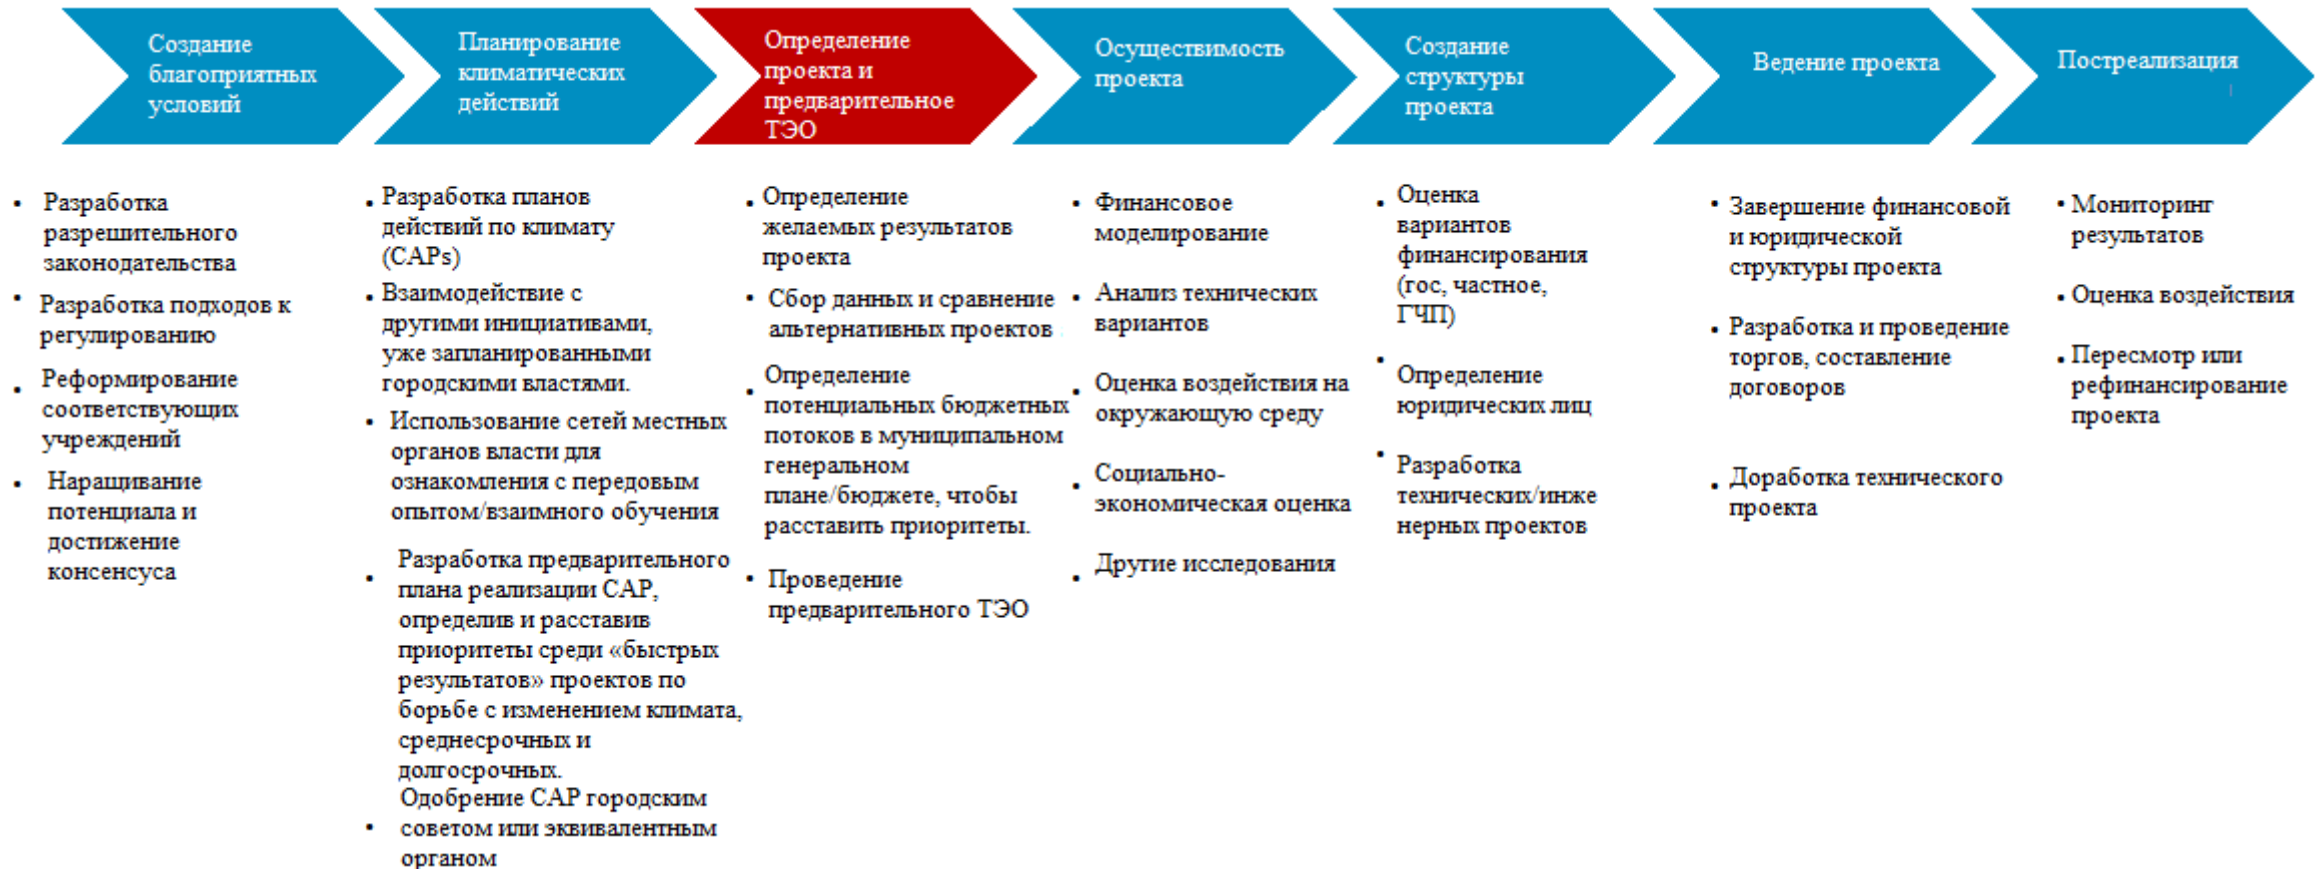 Создание
благоприятных
условий
Планирование
климатических
действий
Определение
проекта и
предварительное
ТЭО
Осуществимость
проекта
Создание
структуры
проекта
Ведение проекта
Постреализация
• Разработка
разрешительного
законодательства
• Разработка подходов к
регулированию
• Реформирование
соответствующих
учреждений
• Наращивание
потенциала и
достижение
консенсуса
• Разработка планов
действий по климату
(CAPs)
• Взаимодействие с
другими инициативами,
уже запланированными
городскими властями.
• Использование сетей местных
органов власти для
ознакомления с передовым
опытом/взаимного обучения
• Разработка предварительного
плана реализации CAP,
определив и расставив
приоритеты среди «быстрых
результатов» проектов по
борьбе с изменением климата,
среднесрочных и
долгосрочных.
• Одобрение CAP городским
советом или эквивалентным
органом
• Определение
желаемых результатов
проекта
• Сбор данных и сравнение
альтернативных проектов
• Определение
потенциальных бюджетных
потоков в муниципальном
генеральном
плане/бюджете, чтобы
расставить приоритеты.
• Проведение
предварительного ТЭО
• Финансовое
моделирование
• Анализ технических
вариантов
• Оценка воздействия на
окружающую среду
• Социально-
экономическая оценка
• Другие исследования
• Оценка
вариантов
финансирования
(гос, частное,
ГЧП)
• Определение
юридических лиц
• Разработка
технических/инже
нерных проектов
• Завершение финансовой
и юридической
структуры проекта
• Разработка и проведение
торгов, составление
договоров
• Доработка технического
проекта
• Мониторинг
результатов
• Оценка воздействия
• Пересмотр или
рефинансирование
проекта